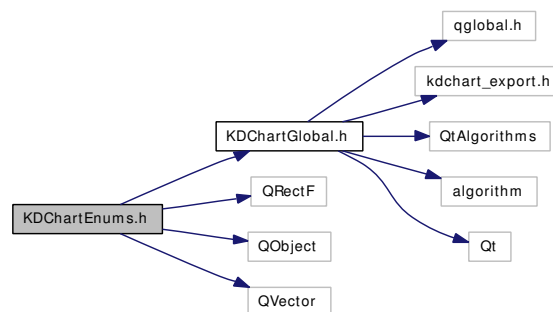 qglobal.h
kdchart_export.h
KDChartGlobal.h
QtAlgorithms
algorithm
QRectF
KDChartEnums.h
QObject
Qt
QVector